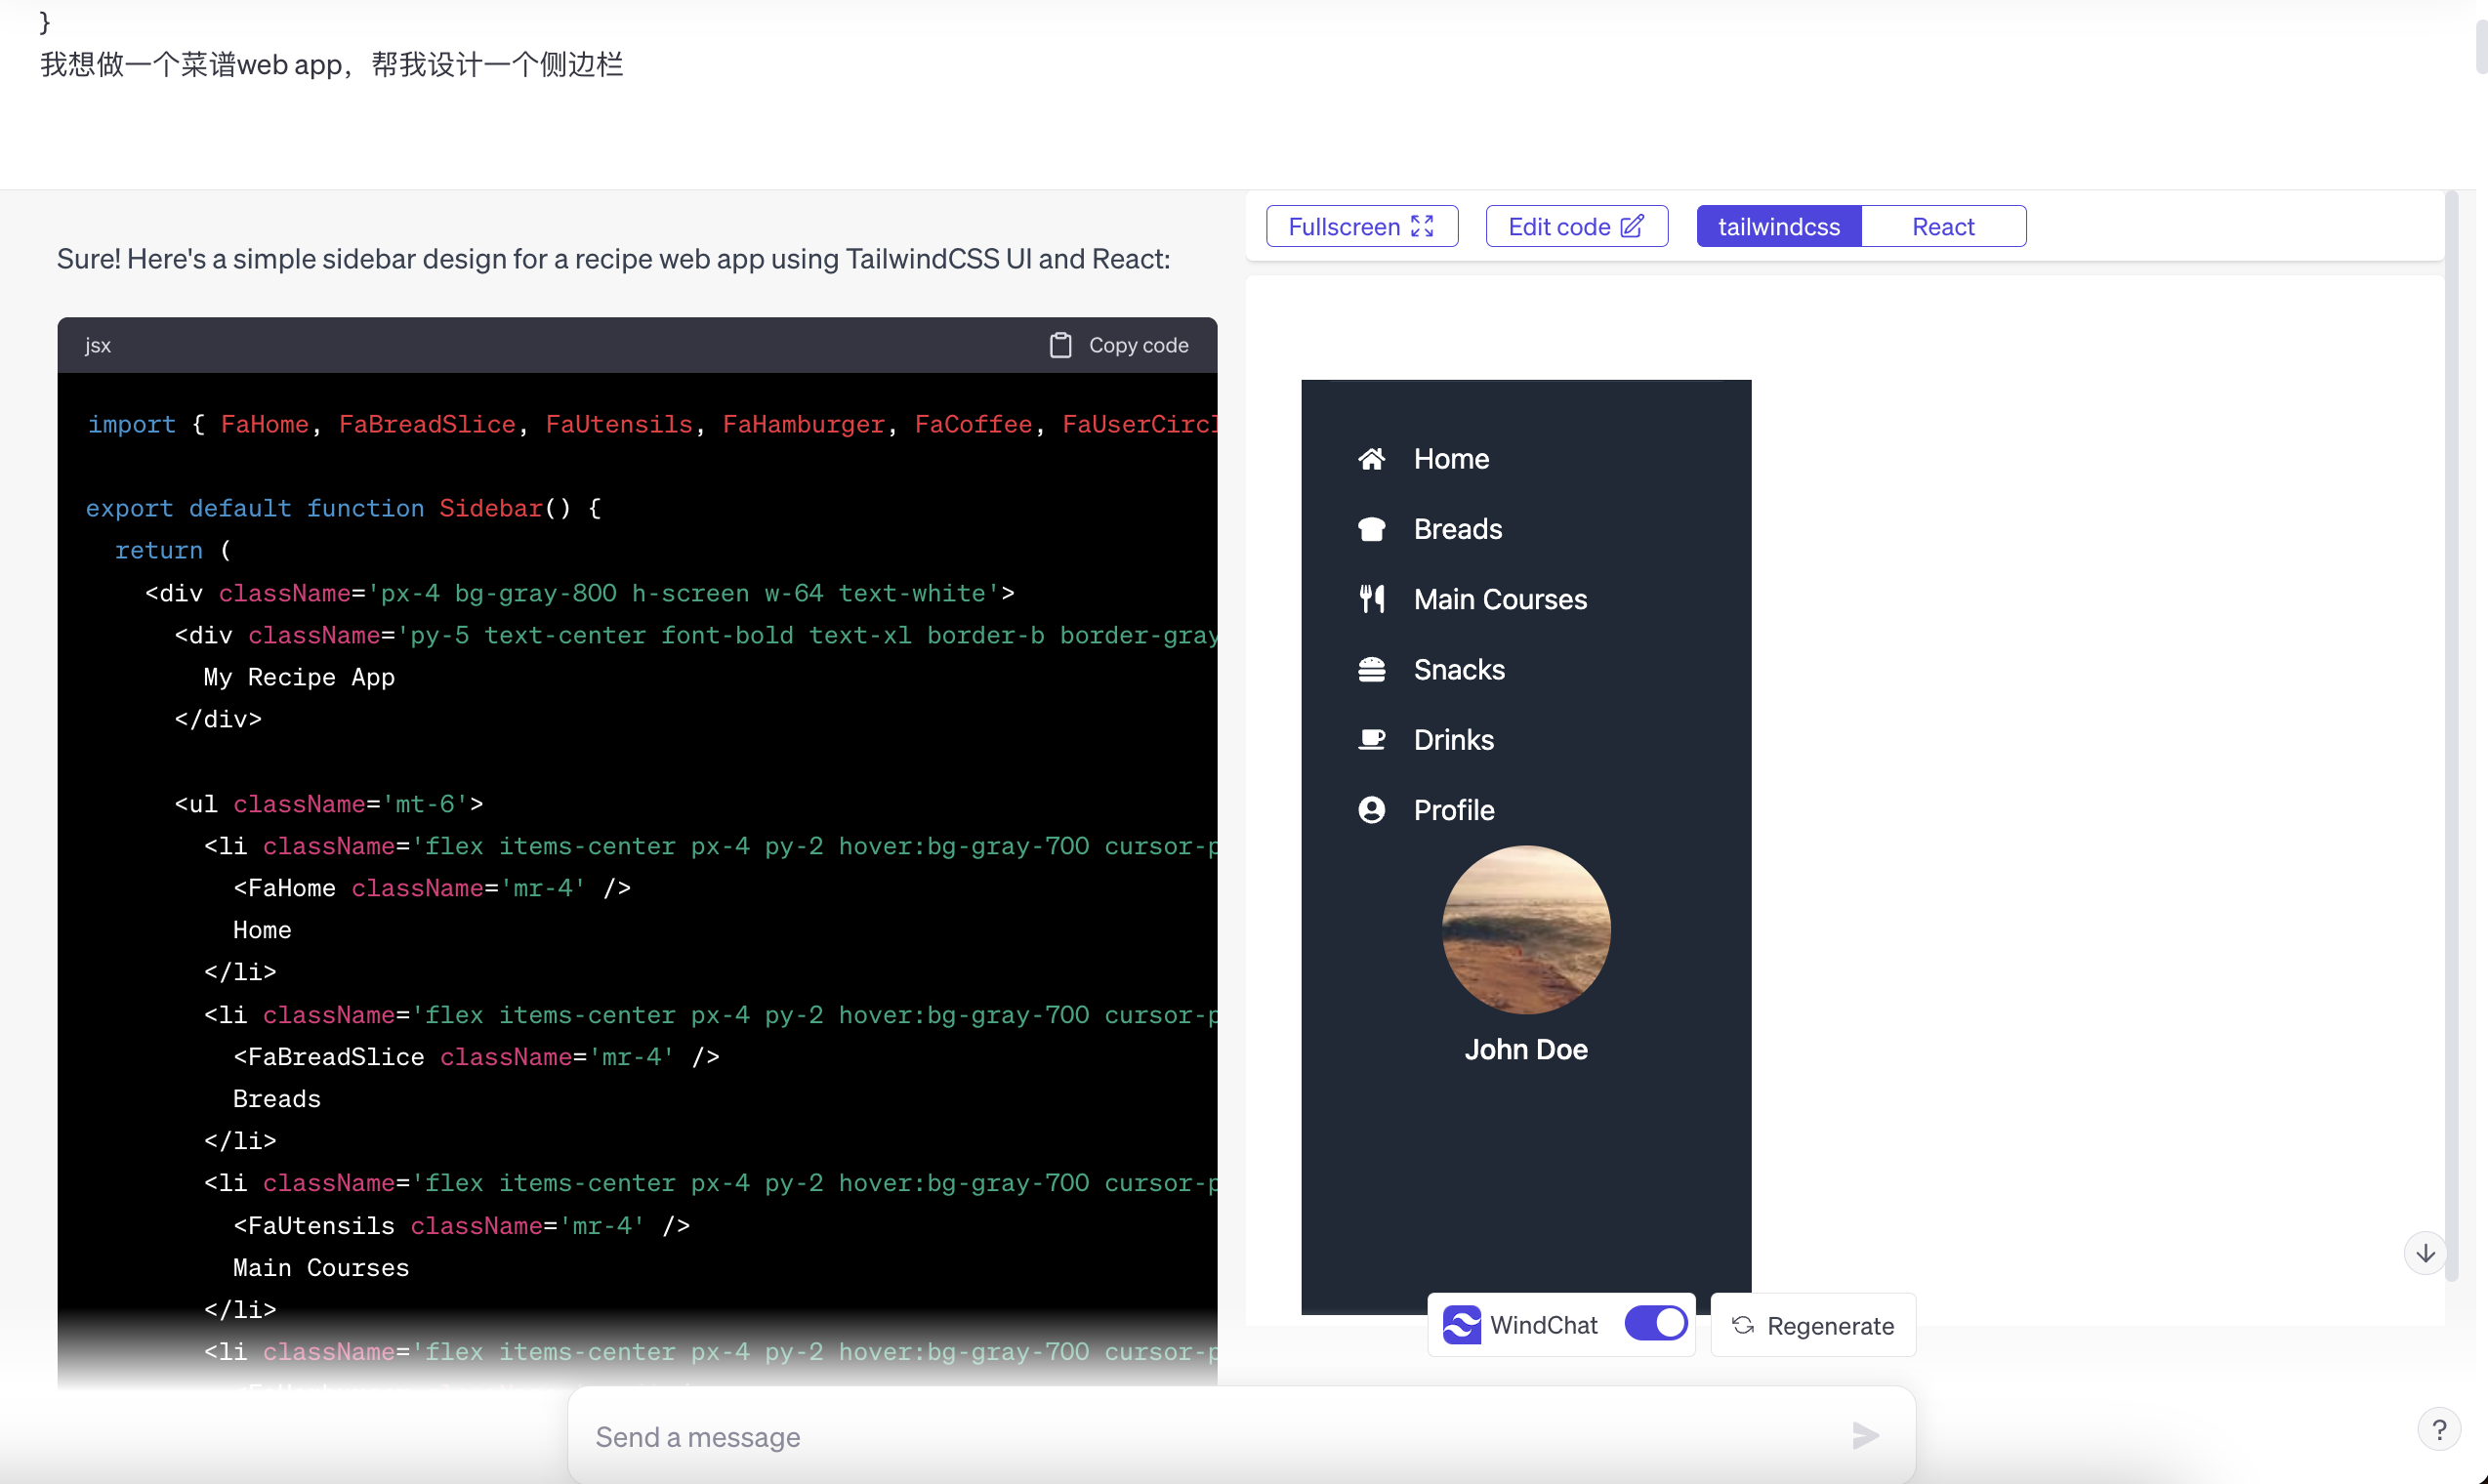 }
我想做一个菜谱web app，帮我设计一个侧边栏
Sure! Here's a simple sidebar design for a recipe web app using TailwindCSS UI and React:
jsx
Copy code
import { FaHome, FaBreadSlice, FaUtensils, FaHamburger, FaCoffee, FaUserCircl
export default function Sidebar() {
return (
<div className='px-4 bg-gray-800 h-screen w-64 text-white'>
<div className='py-5 text-center font-bold text-xl border-b border-gray
My Recipe App
</div>
<ul className='mt-6'>
<li className='flex items-center px-4 py-2 hover:bg-gray-700 cursor-p
<FaHome className='mr-4' />
Home
</li>
<li className='flex items-center px-4 py-2 hover:bg-gray-700 cursor-p
<FaBreadSlice className='mr-4' />
Breads
</li>
<li className='flex items-center px-4 py-2 hover:bg-gray-700 cursor-p
<FaUtensils className='mr-4' />
Main Courses
</li>
<li className='flex items-center px-4 py-2 hover:bg-gray-700 cursor-p
Fullscreen
Edit code
tailwindcss
React
Home
Breads
Main Courses
Snacks
Drinks
Profile
John Doe
WindChat
Regenerate
Send a message
?